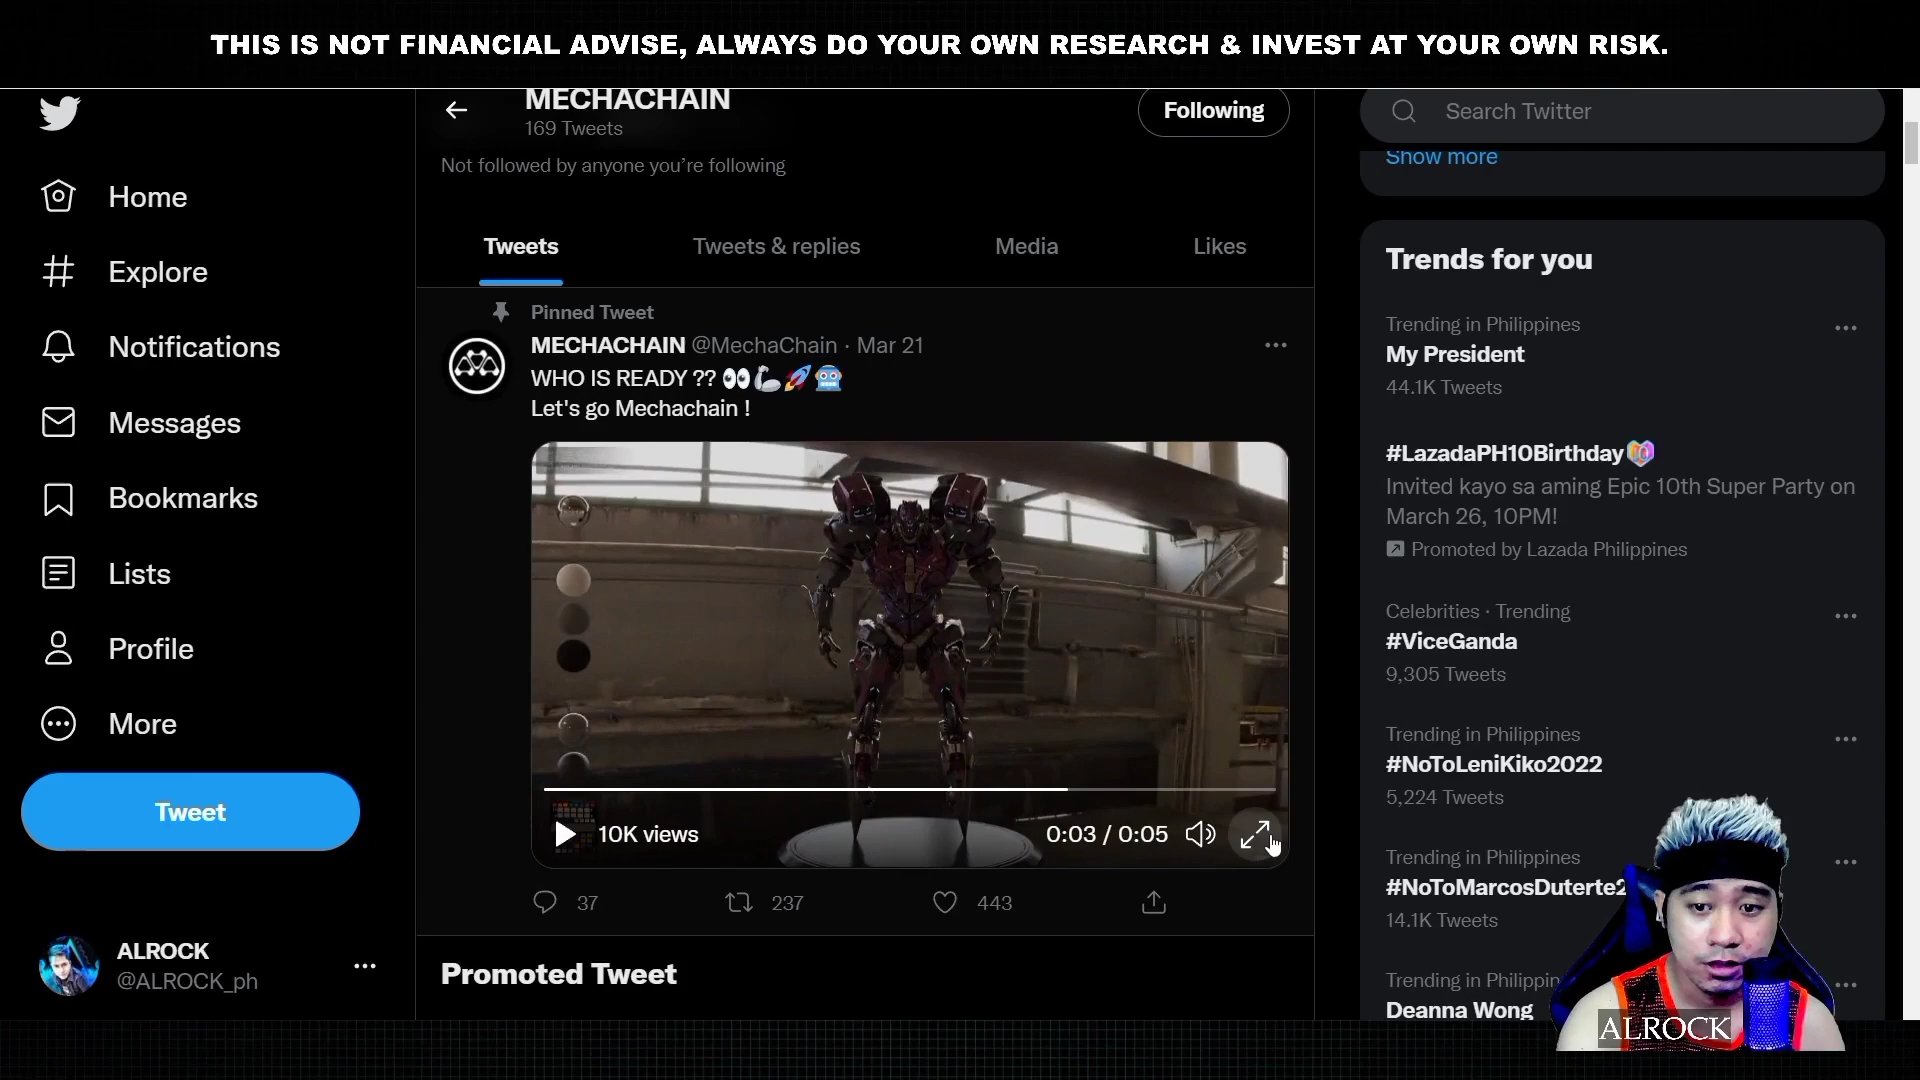 THIS IS NOT FINANCIAL ADVISE, ALWAYS DO YOUR OWN RESEARCH & INVEST AT YOUR OWN RISK.
MECHACHAIN
169 Tweets
Following
Not followed by anyone you’re following
Tweets
Tweets & replies
Media
Likes
Pinned Tweet
MECHACHAIN @MechaChain · Mar 21
WHO IS READY ?? 👀🦾🚀🤖
Let's go Mechachain !
10K views
0:03 / 0:05
37
237
443
Promoted Tweet
Home
Explore
Notifications
Messages
Bookmarks
Lists
Profile
More
Tweet
ALROCK
@ALROCK_ph
Search Twitter
Show more
Trends for you
Trending in Philippines
My President
44.1K Tweets
#LazadaPH10Birthday
Invited kayo sa aming Epic 10th Super Party on
March 26, 10PM!
Promoted by Lazada Philippines
Celebrities · Trending
#ViceGanda
9,305 Tweets
Trending in Philippines
#NoToLeniKiko2022
5,224 Tweets
Trending in Philippines
#NoToMarcosDuterte2
14.1K Tweets
Trending in Philippin
Deanna Wong
ALROCK